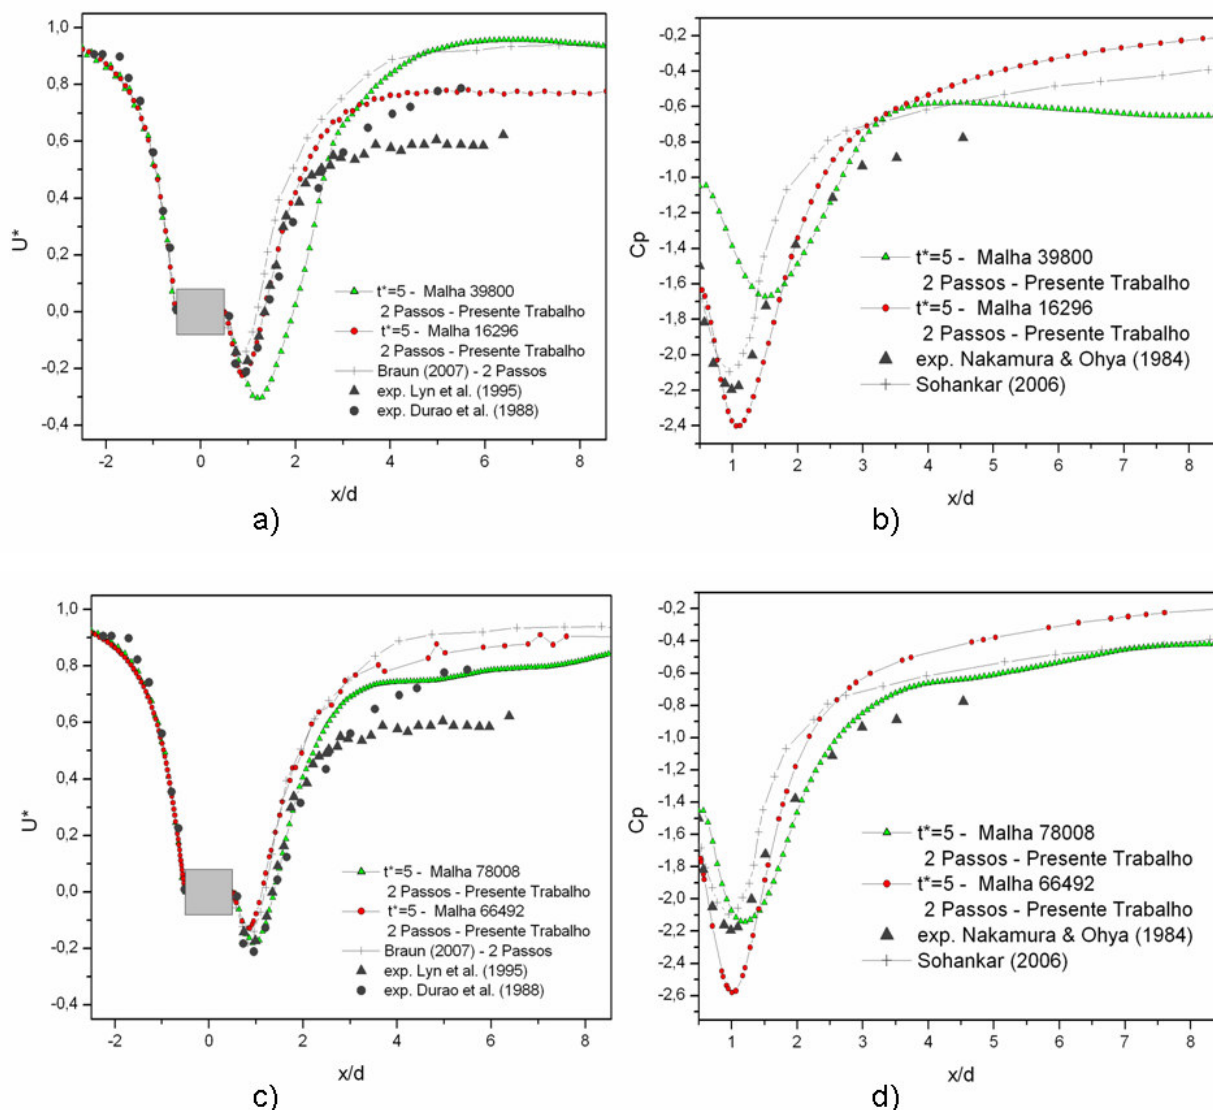 1,0
0,8
0,6
0,4
0,2
0,0
-0,2
-0,4
U*
-2
0
2
4
6
8
x/d
t*=5 - Malha 39800
2 Passos - Presente Trabalho
t*=5 - Malha 16296
2 Passos - Presente Trabalho
Braun (2007) - 2 Passos
exp. Lyn et al. (1995)
exp. Durao et al. (1988)
a)
-0,2
-0,4
-0,6
-0,8
-1,0
-1,2
-1,4
-1,6
-1,8
-2,0
-2,2
-2,4
Cp
1
2
3
4
5
6
7
8
x/d
t*=5 - Malha 39800
2 Passos - Presente Trabalho
t*=5 - Malha 16296
2 Passos - Presente Trabalho
exp. Nakamura & Ohya (1984)
Sohankar (2006)
b)
1,0
0,8
0,6
0,4
0,2
0,0
-0,2
-0,4
U*
-2
0
2
4
6
8
x/d
t*=5 - Malha 78008
2 Passos - Presente Trabalho
t*=5 - Malha 66492
2 Passos - Presente Trabalho
Braun (2007) - 2 Passos
exp. Lyn et al. (1995)
exp. Durao et al. (1988)
c)
-0,2
-0,4
-0,6
-0,8
-1,0
-1,2
-1,4
-1,6
-1,8
-2,0
-2,2
-2,4
-2,6
Cp
1
2
3
4
5
6
7
8
x/d
t*=5 - Malha 78008
2 Passos - Presente Trabalho
t*=5 - Malha 66492
2 Passos - Presente Trabalho
exp. Nakamura & Ohya (1984)
Sohankar (2006)
d)